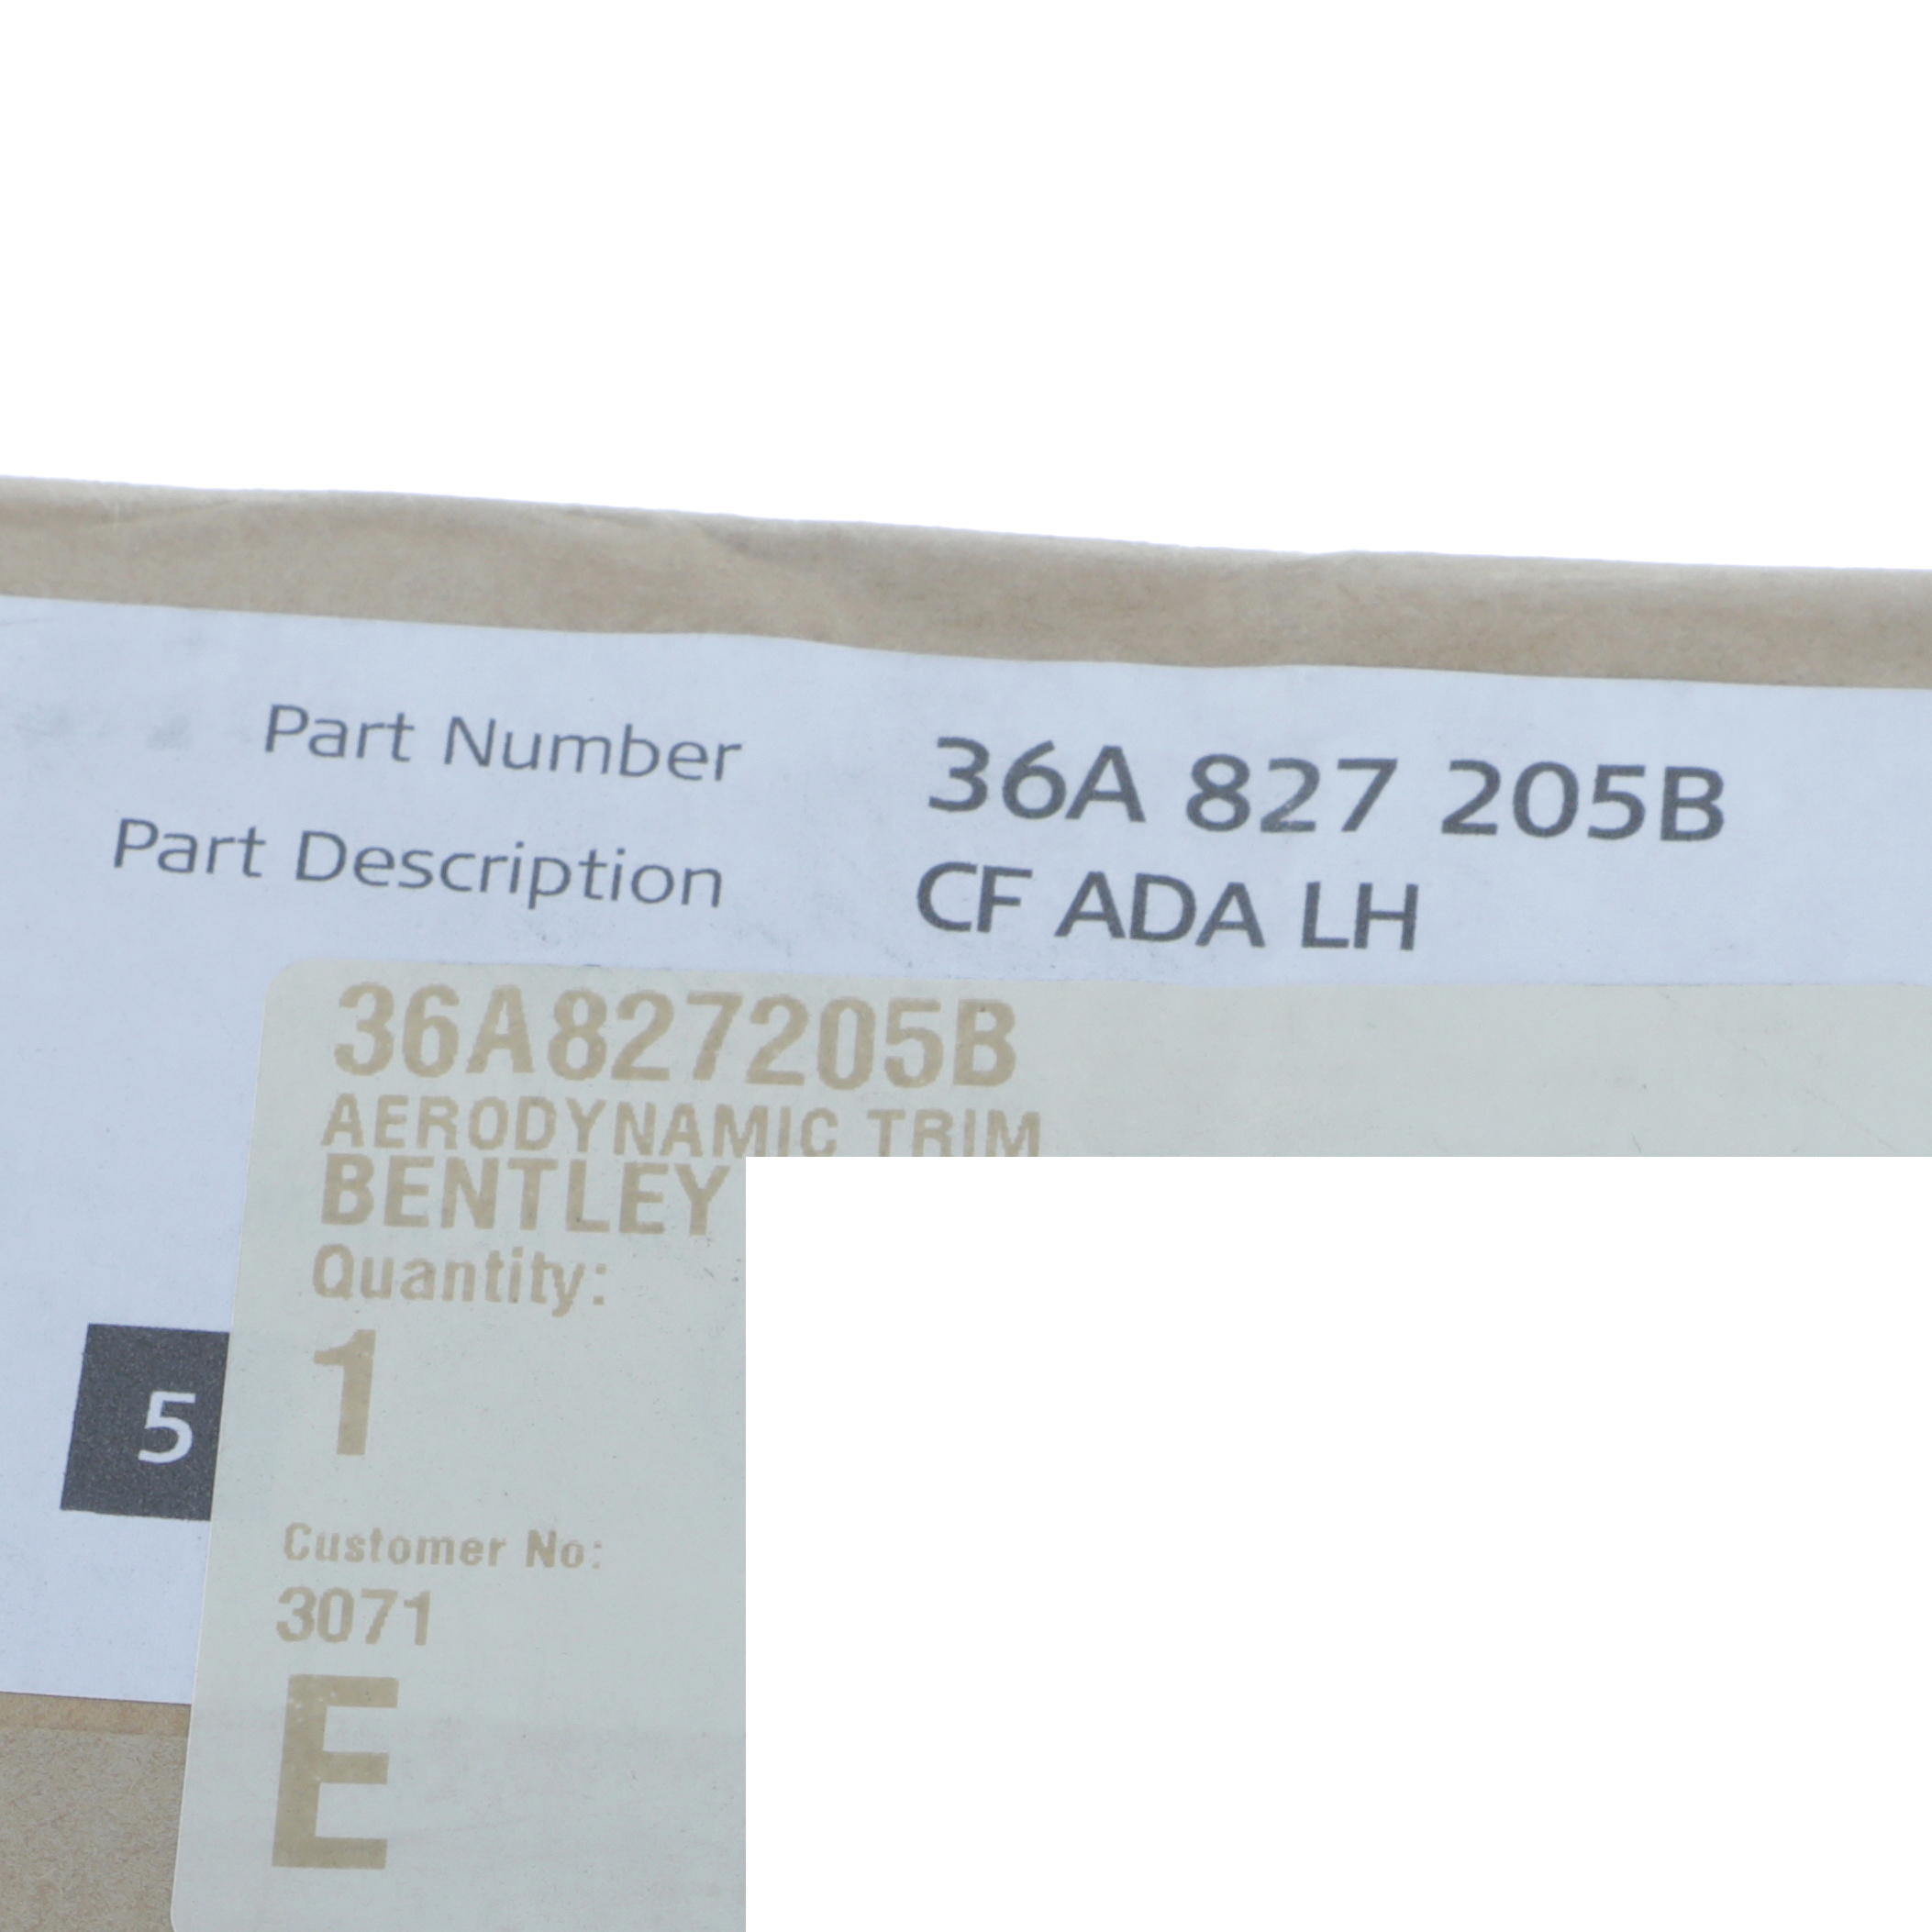 Part Number 36A 827 205B
Part Description CF ADA LH
36A827205B
AERODYNAMIC TRIM
BENTLEY
Quantity:
1
5
Customer No:
3071
E